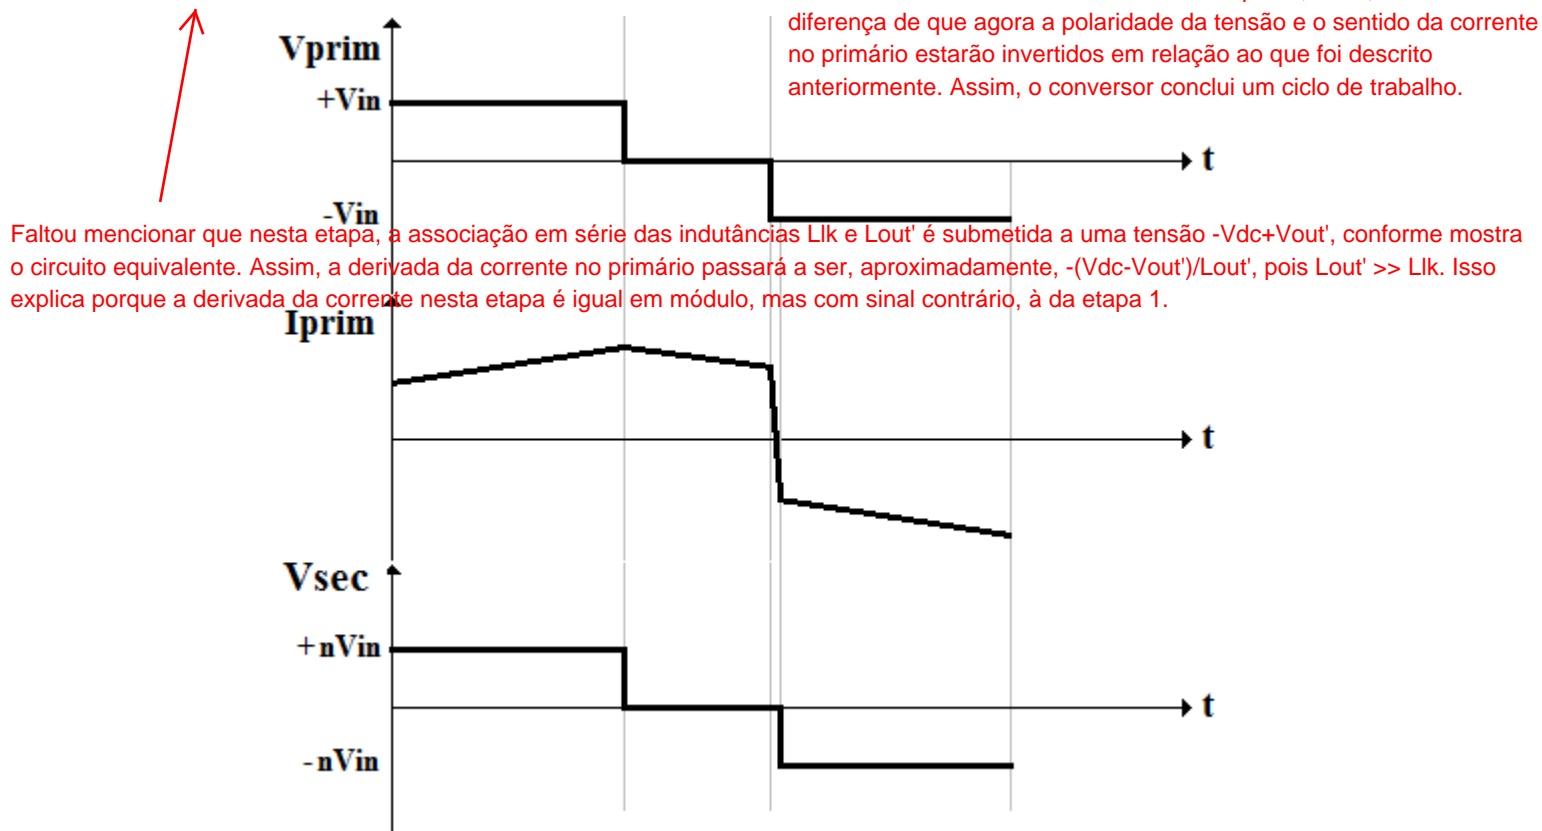 diferença de que agora a polaridade da tensão e o sentido da corrente
no primário estarão invertidos em relação ao que foi descrito
anteriormente. Assim, o conversor conclui um ciclo de trabalho.
Vprim
+Vin
t
-Vin
Faltou mencionar que nesta etapa, a associação em série das indutâncias Llk e Lout' é submetida a uma tensão -Vdc+Vout', conforme mostra
o circuito equivalente. Assim, a derivada da corrente no primário passará a ser, aproximadamente, -(Vdc-Vout')/Lout', pois Lout' >> Llk. Isso
explica porque a derivada da corrente nesta etapa é igual em módulo, mas com sinal contrário, à da etapa 1.
Iprim
t
Vsec
+nVin
t
-nVin